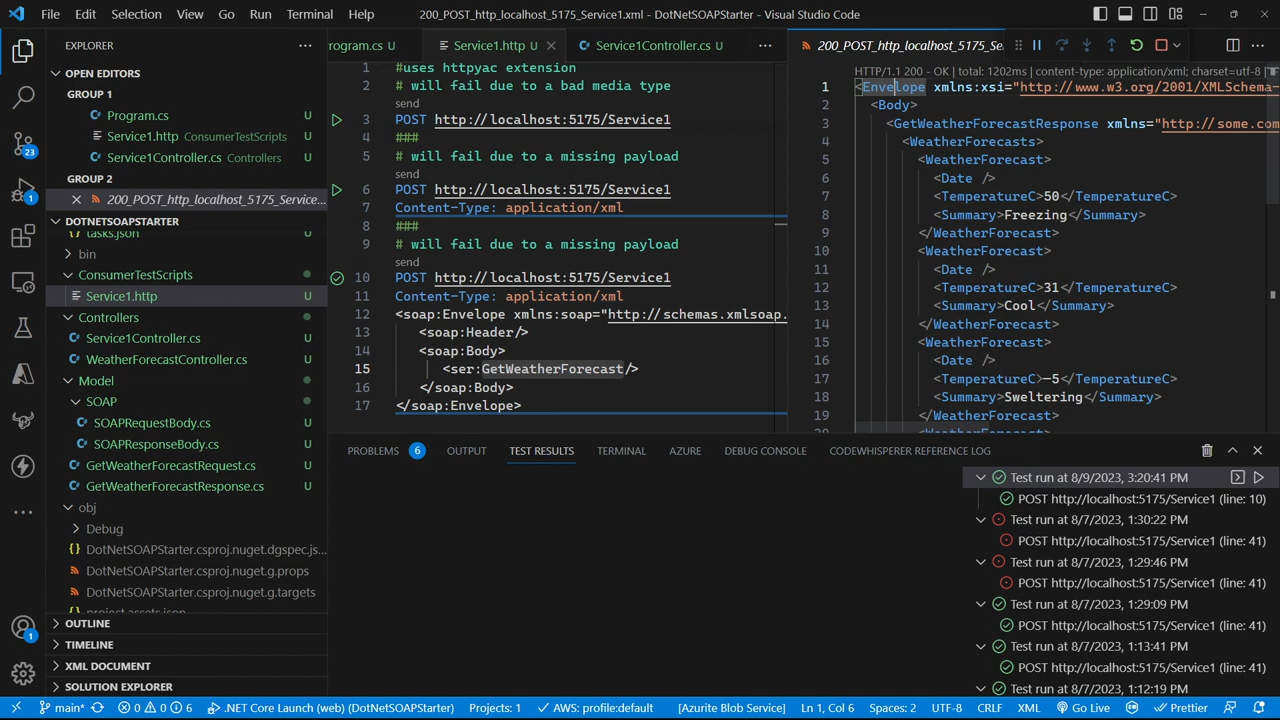 File Edit Selection View Go Run Terminal Help
200_POST_http_localhost_5175_Service1.xml - DotNetSOAPStarter - Visual Studio Code
EXPLORER
OPEN EDITORS
GROUP 1
Program.cs U
Service1.http ConsumerTestScripts U
Service1Controller.cs Controllers U
GROUP 2
200_POST_http_localhost_5175_Service...
DOTNETSOAPSTARTER
tasks.json U
bin
ConsumerTestScripts
Service1.http U
Controllers
Service1Controller.cs U
WeatherForecastController.cs U
Model
SOAP
SOAPRequestBody.cs U
SOAPResponseBody.cs U
GetWeatherForecastRequest.cs U
GetWeatherForecastResponse.cs U
obj
Debug
DotNetSOAPStarter.csproj.nuget.dgspec.js...
DotNetSOAPStarter.csproj.nuget.g.props
DotNetSOAPStarter.csproj.nuget.g.targets
project.assets.json
OUTLINE
TIMELINE
XML DOCUMENT
SOLUTION EXPLORER
23
1
1
rogram.cs U
Service1.http U
Service1Controller.cs U
1 #uses httpyac extension
2 # will fail due to a bad media type
send
3 POST http://localhost:5175/Service1
4 ###
5 # will fail due to a missing payload
send
6 POST http://localhost:5175/Service1
7 Content-Type: application/xml
8 ###
9 # will fail due to a missing payload
send
10 POST http://localhost:5175/Service1
11 Content-Type: application/xml
12 <soap:Envelope xmlns:soap="http://schemas.xmlsoap.
13 <soap:Header/>
14 <soap:Body>
15 <ser:GetWeatherForecast/>
16 </soap:Body>
17 </soap:Envelope>
200_POST_http_localhost_5175_Se
HTTP/1.1 200 - OK | total: 1202ms | content-type: application/xml; charset=utf-8 |
1 <Envelope xmlns:xsi="http://www.w3.org/2001/XMLSchema-
2 <Body>
3 <GetWeatherForecastResponse xmlns="http://some.com
4 <WeatherForecasts>
5 <WeatherForecast>
6 <Date />
7 <TemperatureC>50</TemperatureC>
8 <Summary>Freezing</Summary>
9 </WeatherForecast>
10 <WeatherForecast>
11 <Date />
12 <TemperatureC>31</TemperatureC>
13 <Summary>Cool</Summary>
14 </WeatherForecast>
15 <WeatherForecast>
16 <Date />
17 <TemperatureC>-5</TemperatureC>
18 <Summary>Sweltering</Summary>
19 </WeatherForecast>
20 <WeatherForecast>
PROBLEMS 6 OUTPUT TEST RESULTS TERMINAL AZURE DEBUG CONSOLE CODEWHISPERER REFERENCE LOG
Test run at 8/9/2023, 3:20:41 PM
POST http://localhost:5175/Service1 (line: 10)
Test run at 8/7/2023, 1:30:22 PM
POST http://localhost:5175/Service1 (line: 41)
Test run at 8/7/2023, 1:29:46 PM
POST http://localhost:5175/Service1 (line: 41)
Test run at 8/7/2023, 1:29:09 PM
POST http://localhost:5175/Service1 (line: 41)
Test run at 8/7/2023, 1:13:41 PM
POST http://localhost:5175/Service1 (line: 41)
Test run at 8/7/2023, 1:12:19 PM
main* 0 0 6 .NET Core Launch (web) (DotNetSOAPStarter) Projects: 1 AWS: profile:default [Azurite Blob Service] Ln 1, Col 6 Spaces: 2 UTF-8 CRLF XML Go Live Prettier